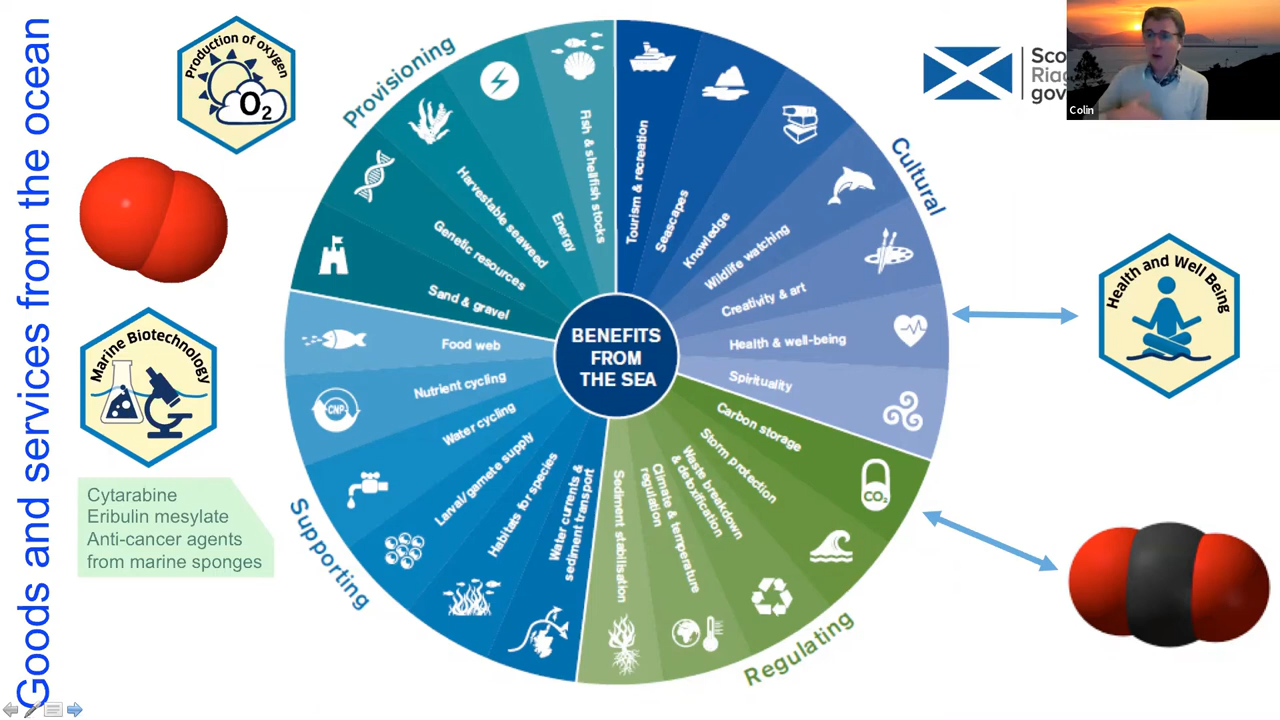 Goods and services from the ocean
Production of oxygen
O2
Marine Biotechnology
Cytarabine
Eribulin mesylate
Anti-cancer agents
from marine sponges
Provisioning
Fish & shellfish stocks
Energy
Harvestable seaweed
Genetic resources
Sand & gravel
Cultural
Tourism & recreation
Seascapes
Knowledge
Wildlife watching
Creativity & art
Health & well-being
Spirituality
BENEFITS
FROM
THE SEA
Supporting
Food web
Nutrient cycling
CNP
Water cycling
Larval/gamete supply
Habitats for species
Water currents &
sediment transport
Regulating
Carbon storage
CO2
Storm protection
Waste breakdown
& detoxification
Climate & temperature
regulation
Sediment stabilisation
Health and Well Being
Sco
Riag
gov
Colin